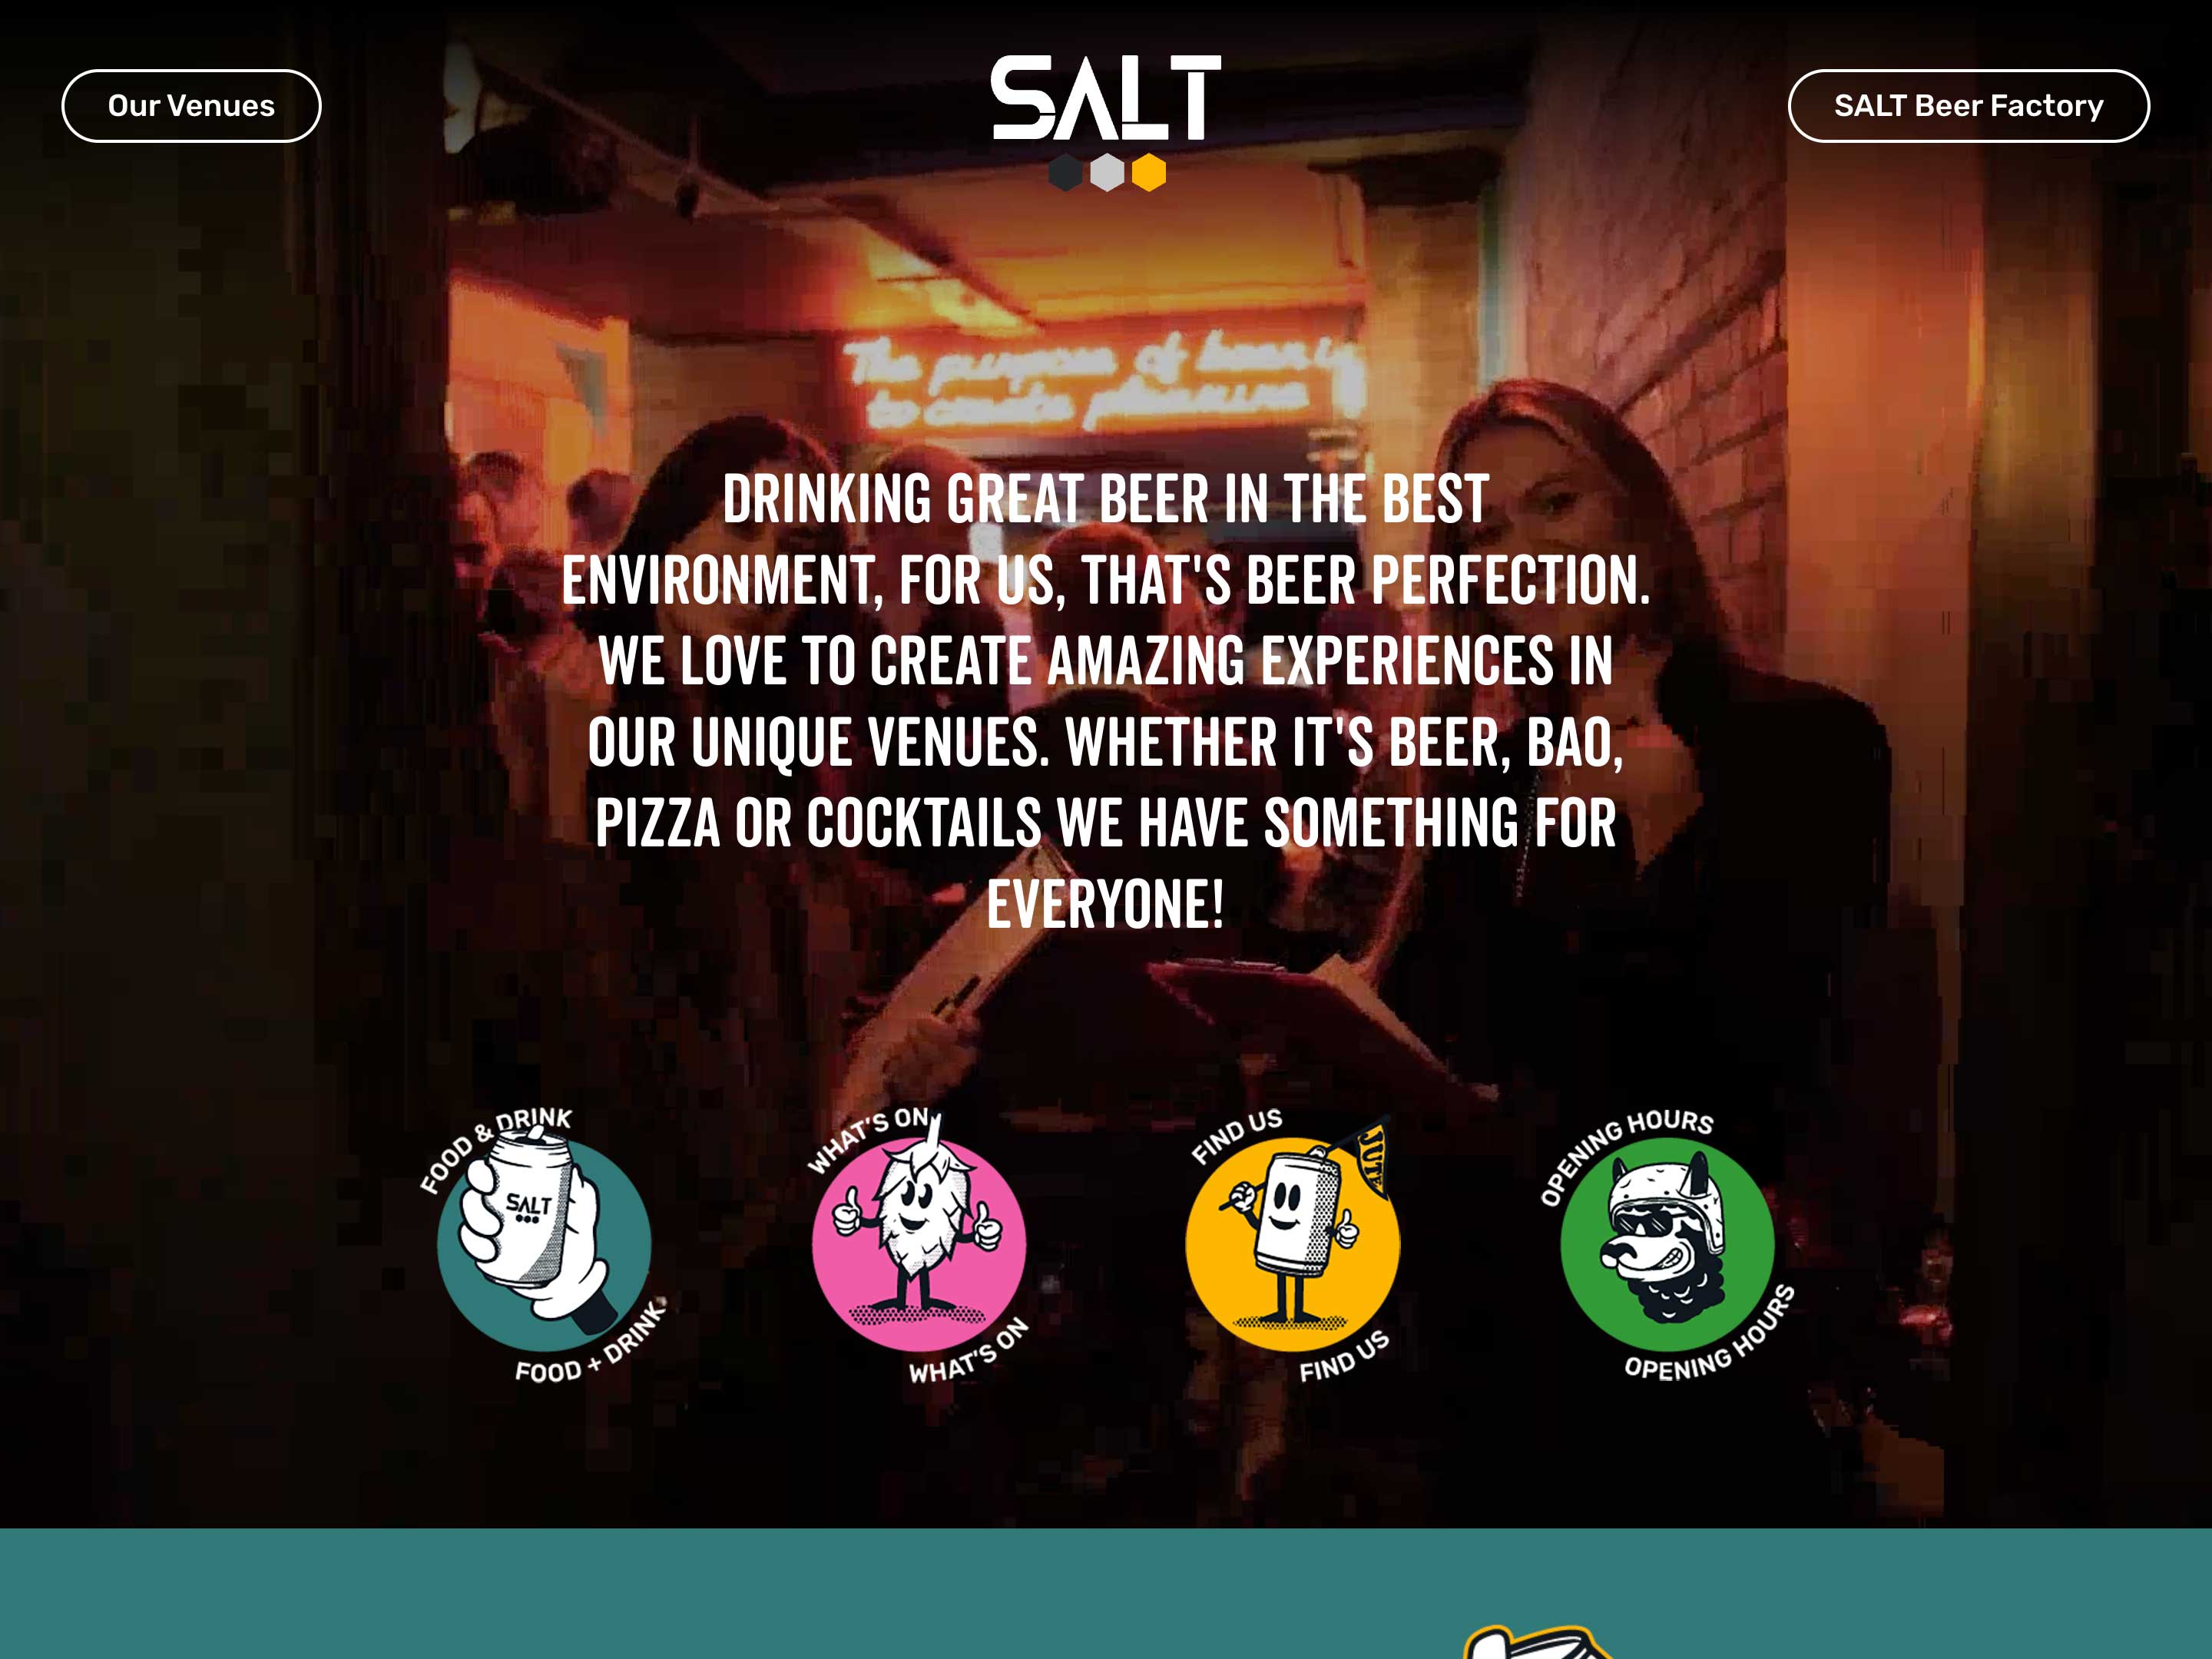 Our Venues
SALT
SALT Beer Factory
The purpose of beer is
to create pleasure
DRINKING GREAT BEER IN THE BEST
ENVIRONMENT, FOR US, THAT'S BEER PERFECTION.
WE LOVE TO CREATE AMAZING EXPERIENCES IN
OUR UNIQUE VENUES. WHETHER IT'S BEER, BAO,
PIZZA OR COCKTAILS WE HAVE SOMETHING FOR
EVERYONE!
FOOD & DRINK
SALT
FOOD + DRINK
WHAT'S ON
WHAT'S ON
FIND US
JUTE
FIND US
OPENING HOURS
OPENING HOURS